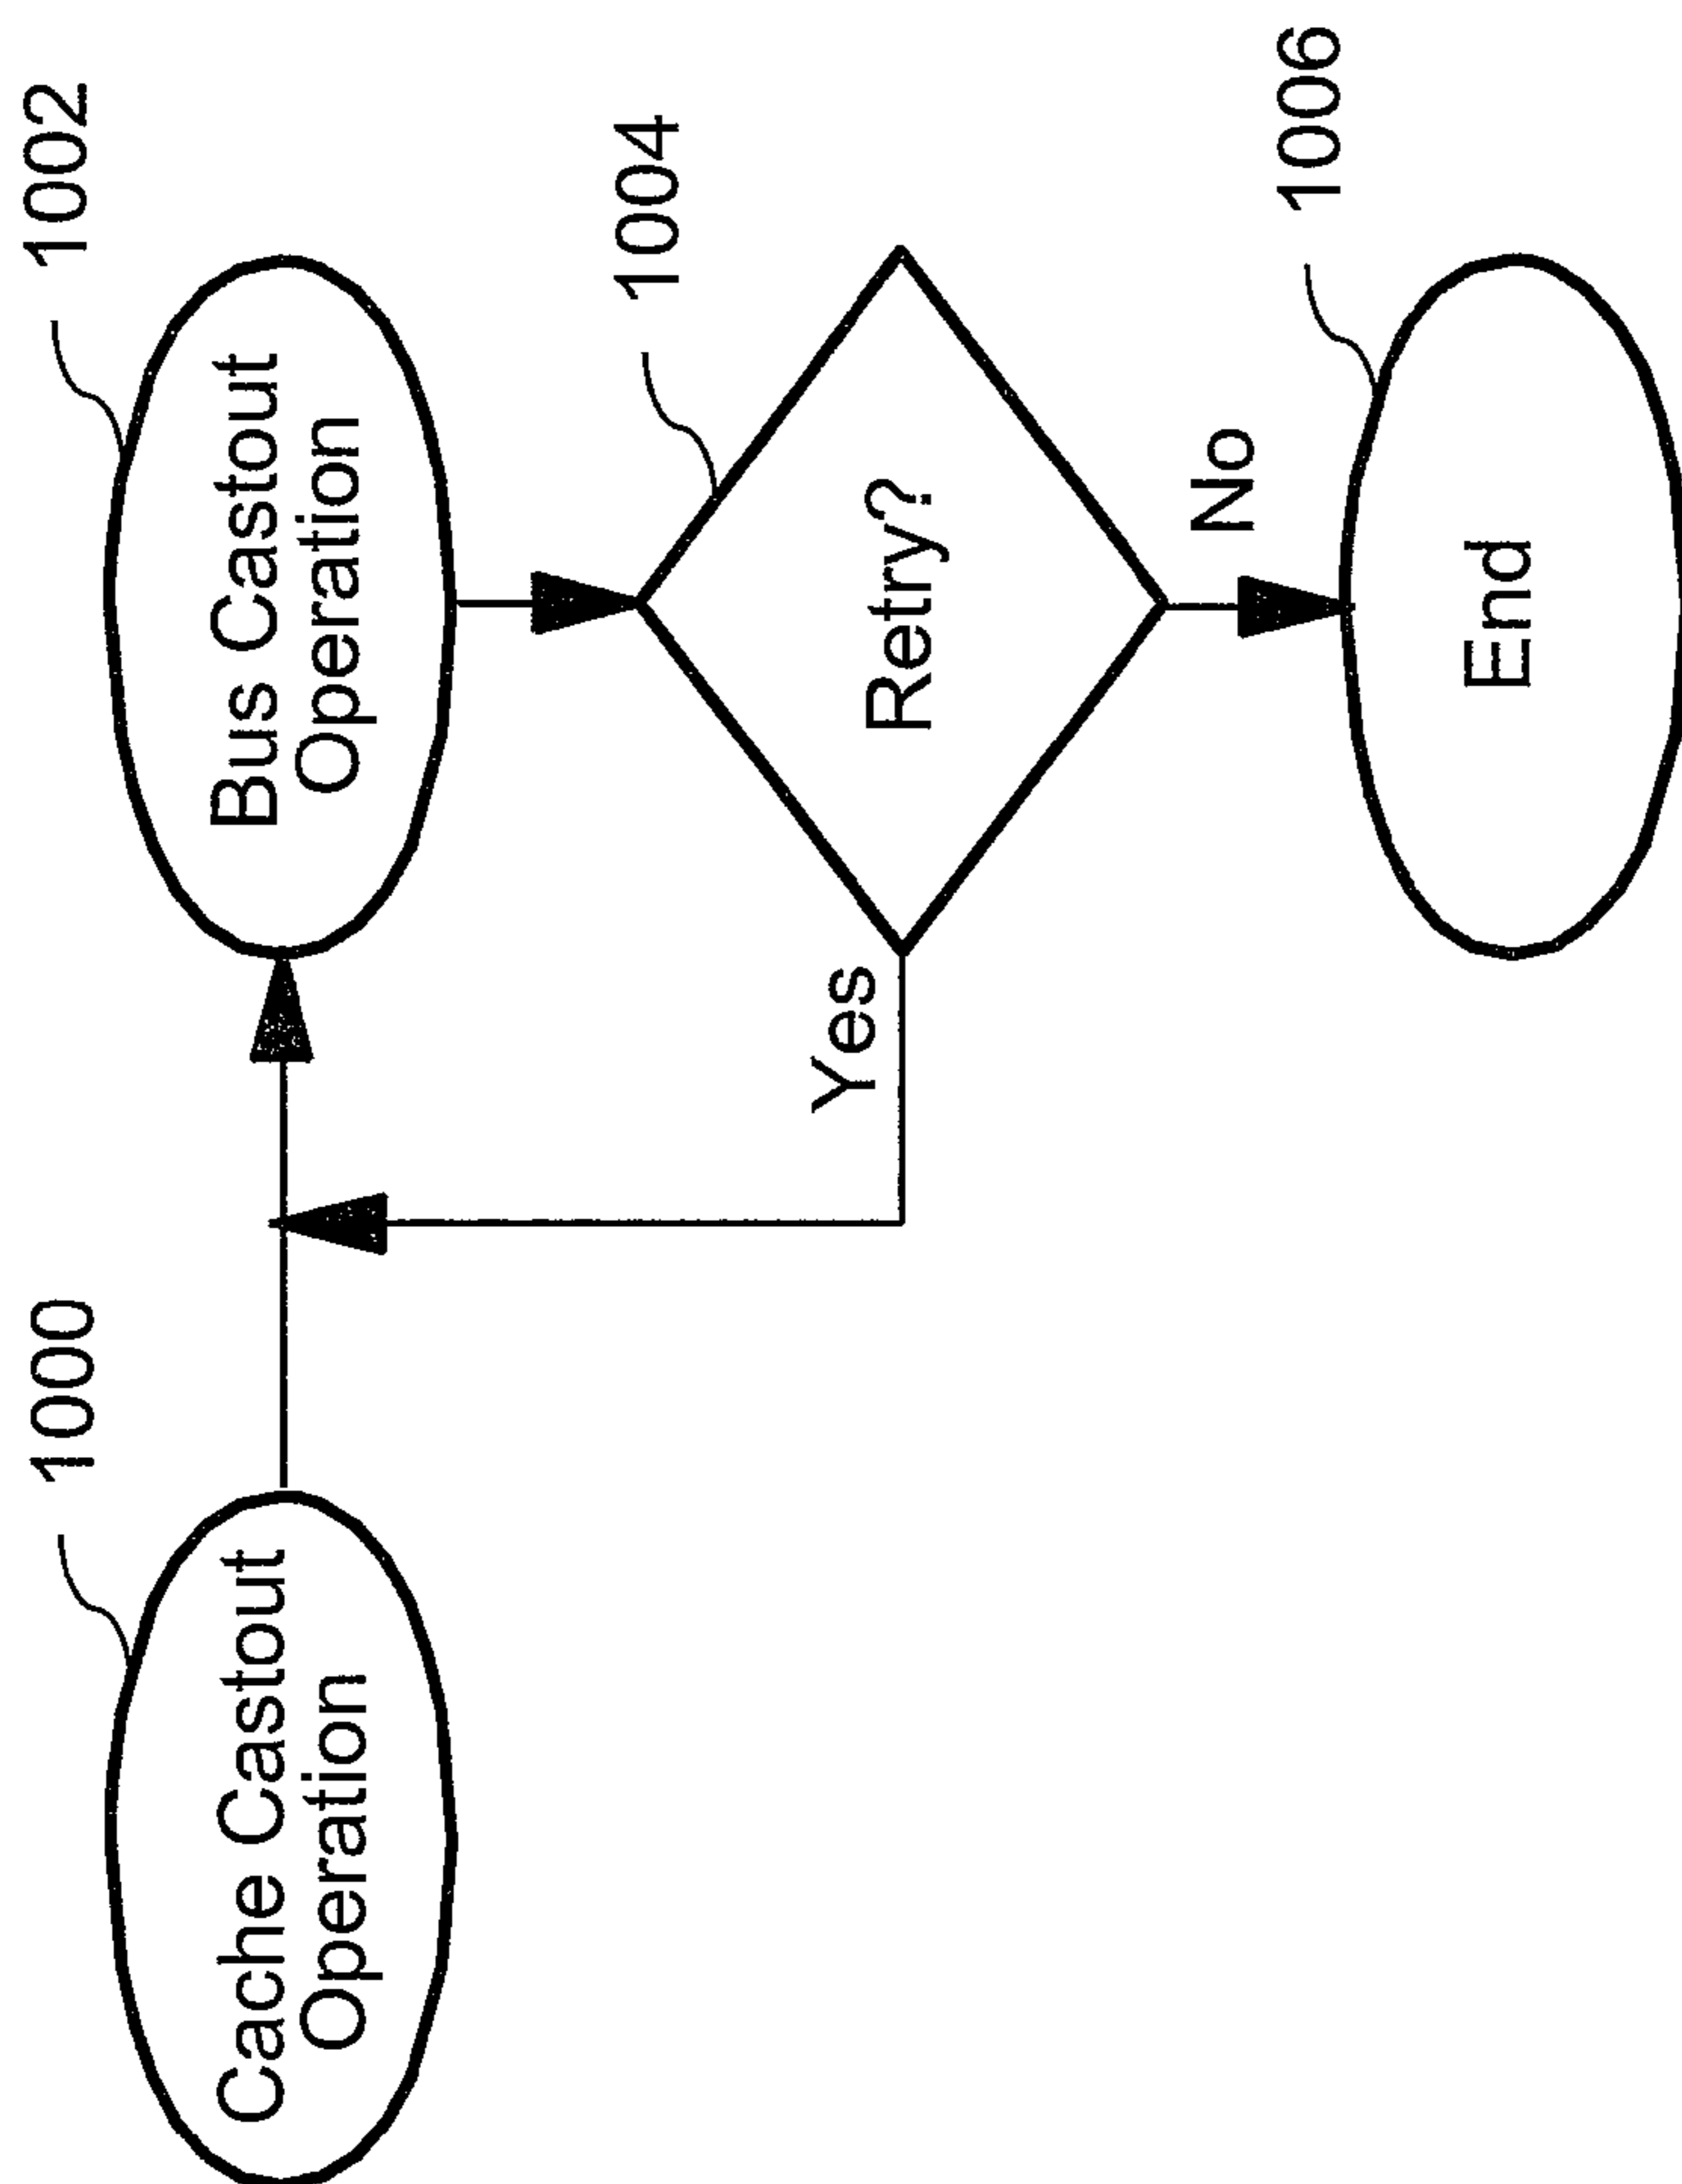 1000
Cache Castout
Operation
1002
Bus Castout
Operation
1004
Retry?
Yes
No
1006
End